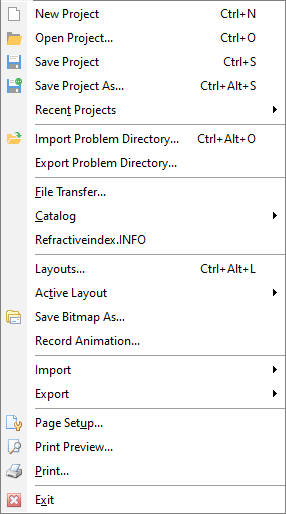 New Project Ctrl+N
Open Project... Ctrl+O
Save Project Ctrl+S
Save Project As... Ctrl+Alt+S
Recent Projects
Import Problem Directory... Ctrl+Alt+O
Export Problem Directory...
File Transfer...
Catalog
Refractiveindex.INFO
Layouts... Ctrl+Alt+L
Active Layout
Save Bitmap As...
Record Animation...
Import
Export
Page Setup...
Print Preview...
Print...
Exit